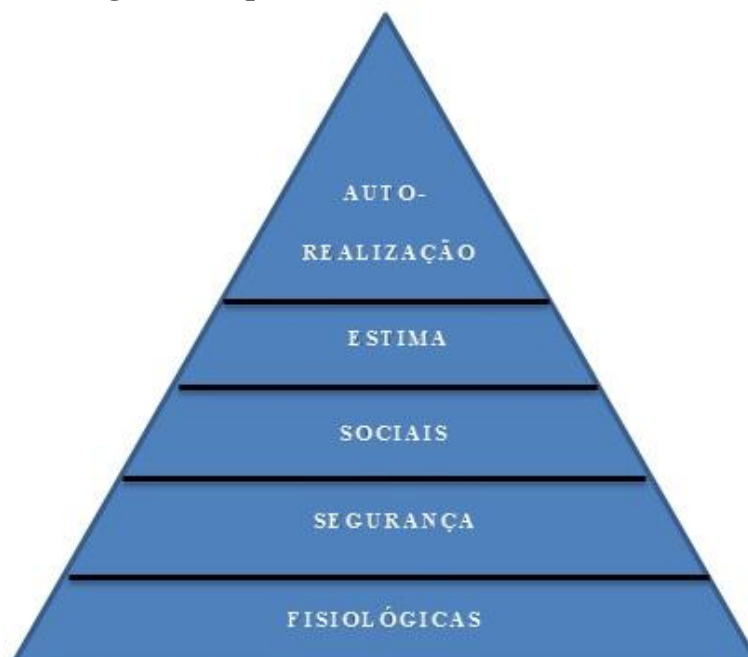 AUTO-
REALIZAÇÃO
ESTIMA
SOCIAIS
SEGURANÇA
FISIOLÓGICAS